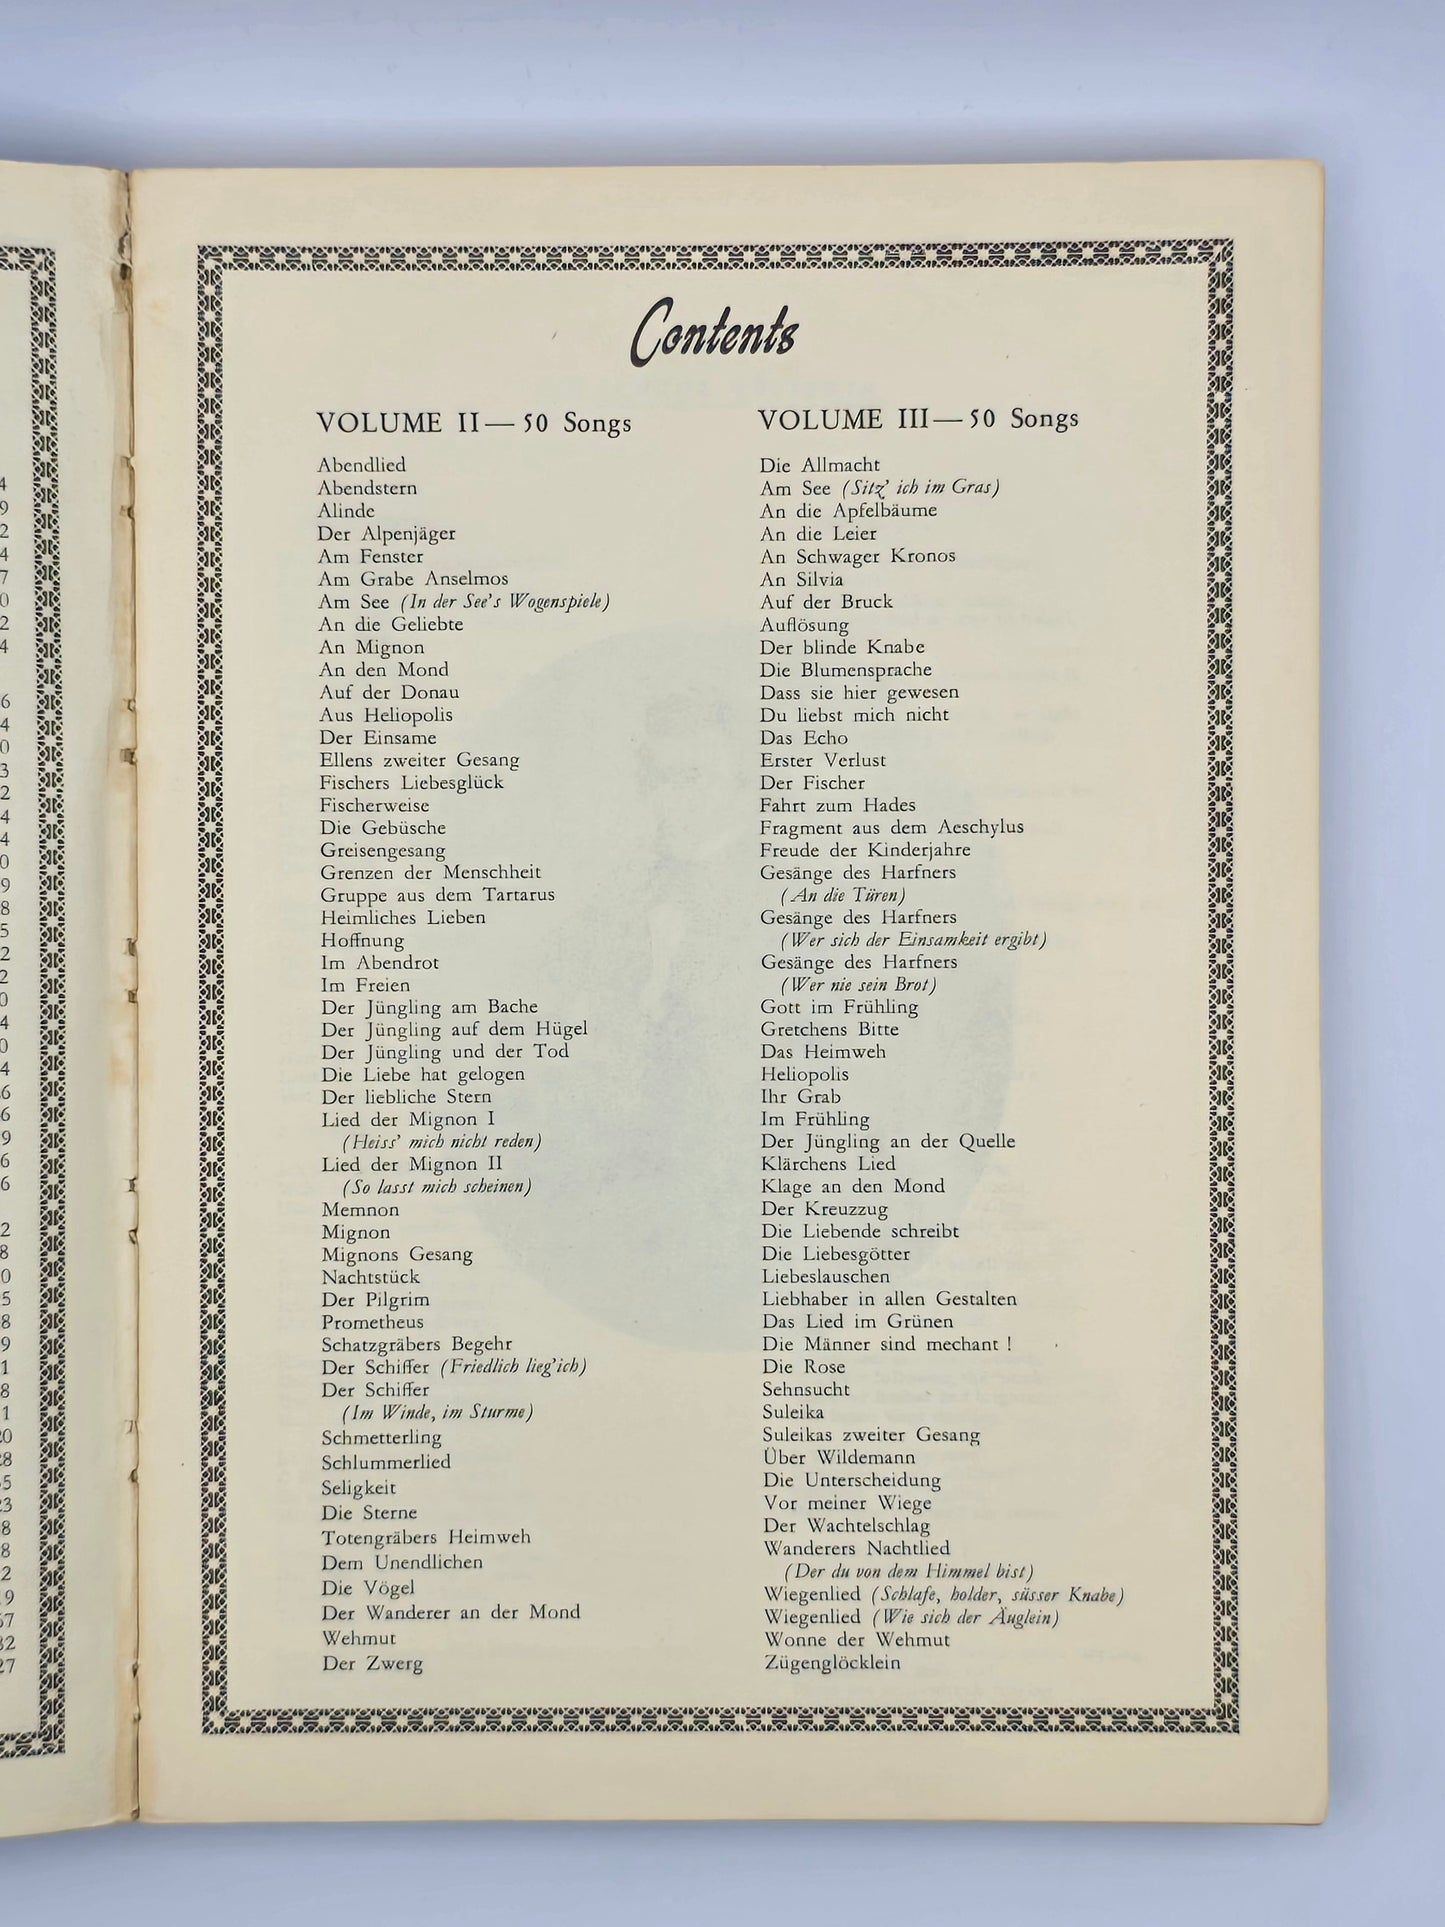 Contents
VOLUME II — 50 Songs
Abendlied
Abendstern
Alinde
Der Alpenjäger
Am Fenster
Am Grabe Anselmos
Am See (In der See's Wogenspiele)
An die Geliebte
An Mignon
An den Mond
Auf der Donau
Aus Heliopolis
Der Einsame
Ellens zweiter Gesang
Fischers Liebesglück
Fischerweise
Die Gebüsche
Greisengesang
Grenzen der Menschheit
Gruppe aus dem Tartarus
Heimliches Lieben
Hoffnung
Im Abendrot
Im Freien
Der Jüngling am Bache
Der Jüngling auf dem Hügel
Der Jüngling und der Tod
Die Liebe hat gelogen
Der liebliche Stern
Lied der Mignon I
(Heiss' mich nicht reden)
Lied der Mignon II
(So lasst mich scheinen)
Memnon
Mignon
Mignons Gesang
Nachtstück
Der Pilgrim
Prometheus
Schatzgräbers Begehr
Der Schiffer (Friedlich lieg'ich)
Der Schiffer
(Im Winde, im Sturme)
Schmetterling
Schlummerlied
Seligkeit
Die Sterne
Totengräbers Heimweh
Dem Unendlichen
Die Vögel
Der Wanderer an der Mond
Wehmut
Der Zwerg
VOLUME III — 50 Songs
Die Allmacht
Am See (Sitz' ich im Gras)
An die Apfelbäume
An die Leier
An Schwager Kronos
An Silvia
Auf der Bruck
Auflösung
Der blinde Knabe
Die Blumensprache
Dass sie hier gewesen
Du liebst mich nicht
Das Echo
Erster Verlust
Der Fischer
Fahrt zum Hades
Fragment aus dem Aeschylus
Freude der Kinderjahre
Gesänge des Harfners
(An die Türen)
Gesänge des Harfners
(Wer sich der Einsamkeit ergibt)
Gesänge des Harfners
(Wer nie sein Brot)
Gott im Frühling
Gretchens Bitte
Das Heimweh
Heliopolis
Ihr Grab
Im Frühling
Der Jüngling an der Quelle
Klärchens Lied
Klage an den Mond
Der Kreuzzug
Die Liebende schreibt
Die Liebesgötter
Liebeslauschen
Liebhaber in allen Gestalten
Das Lied im Grünen
Die Männer sind mechant !
Die Rose
Sehnsucht
Suleika
Suleikas zweiter Gesang
Über Wildemann
Die Unterscheidung
Vor meiner Wiege
Der Wachtelschlag
Wanderers Nachtlied
(Der du von dem Himmel bist)
Wiegenlied (Schlafe, holder, süsser Knabe)
Wiegenlied (Wie sich der Äuglein)
Wonne der Wehmut
Zügenglöcklein